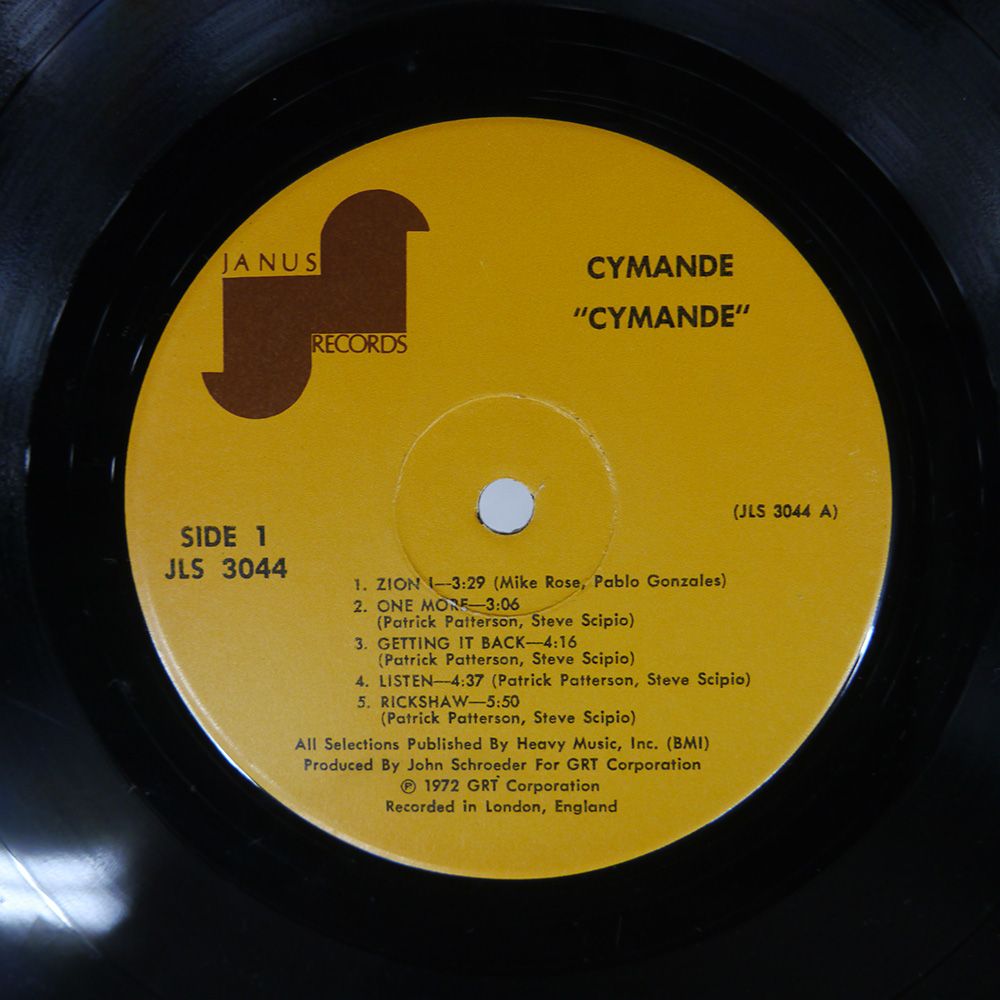 JANUS
RECORDS
CYMANDE
"CYMANDE"
(JLS 3044 A)
SIDE 1
JLS 3044
1. ZION I—3:29 (Mike Rose, Pablo Gonzales)
2. ONE MORE—3:06
(Patrick Patterson, Steve Scipio)
3. GETTING IT BACK—4:16
(Patrick Patterson, Steve Scipio)
4. LISTEN—4:37 (Patrick Patterson, Steve Scipio)
5. RICKSHAW—5:50
(Patrick Patterson, Steve Scipio)
All Selections Published By Heavy Music, Inc. (BMI)
Produced By John Schroeder For GRT Corporation
℗ 1972 GRT Corporation
Recorded in London, England